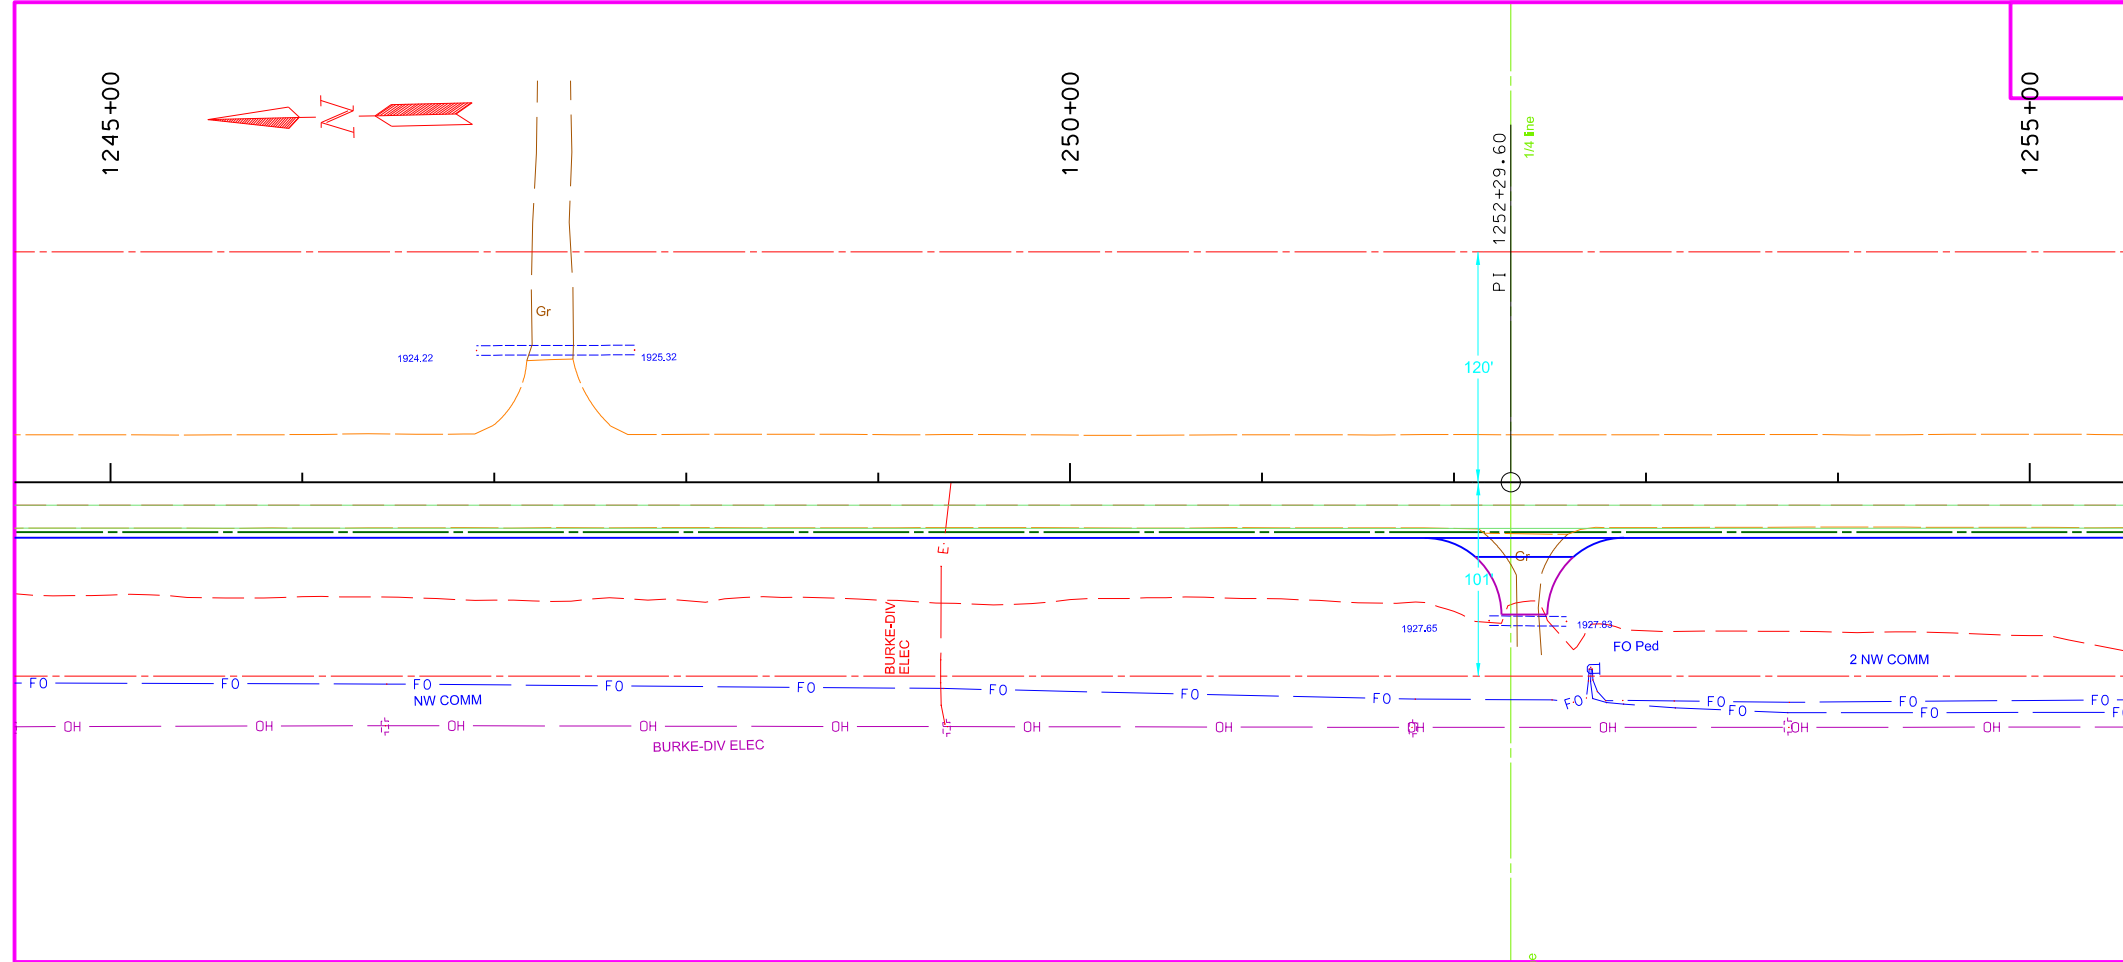 1245+00
1250+00
1255+00
N
PI 1252+29.60
1/4 line
Gr
1924.22
1925.32
120'
E
Gr
101'
BURKE-DIV
ELEC
1927.65
1927.83
FO Ped
2 NW COMM
FO FO FO FO FO FO FO FO FO FO FO FO
NW COMM
FO FO
OH OH OH OH OH OH OH OH OH OH OH
BURKE-DIV ELEC